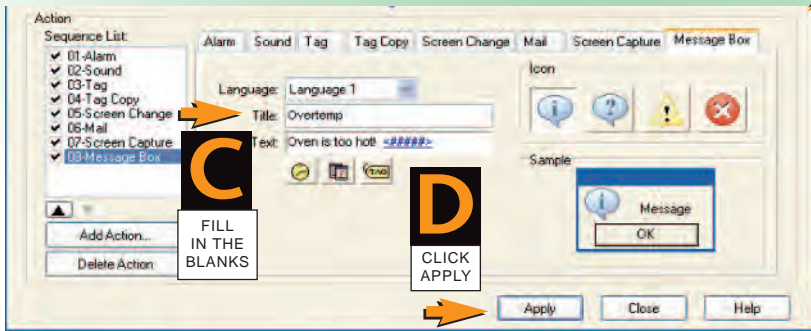 Action
Sequence List:
01-Alarm
02-Sound
03-Tag
04-Tag Copy
05-Screen Change
06-Mail
07-Screen Capture
08-Message Box
Add Action...
Delete Action
Alarm Sound Tag Tag Copy Screen Change Mail Screen Capture Message Box
Language: Language 1
Title: Overtemp
Text: Oven is too hot! <#####>
TAG
Icon
Sample
Message
OK
C
FILL
IN THE
BLANKS
D
CLICK
APPLY
Apply Close Help